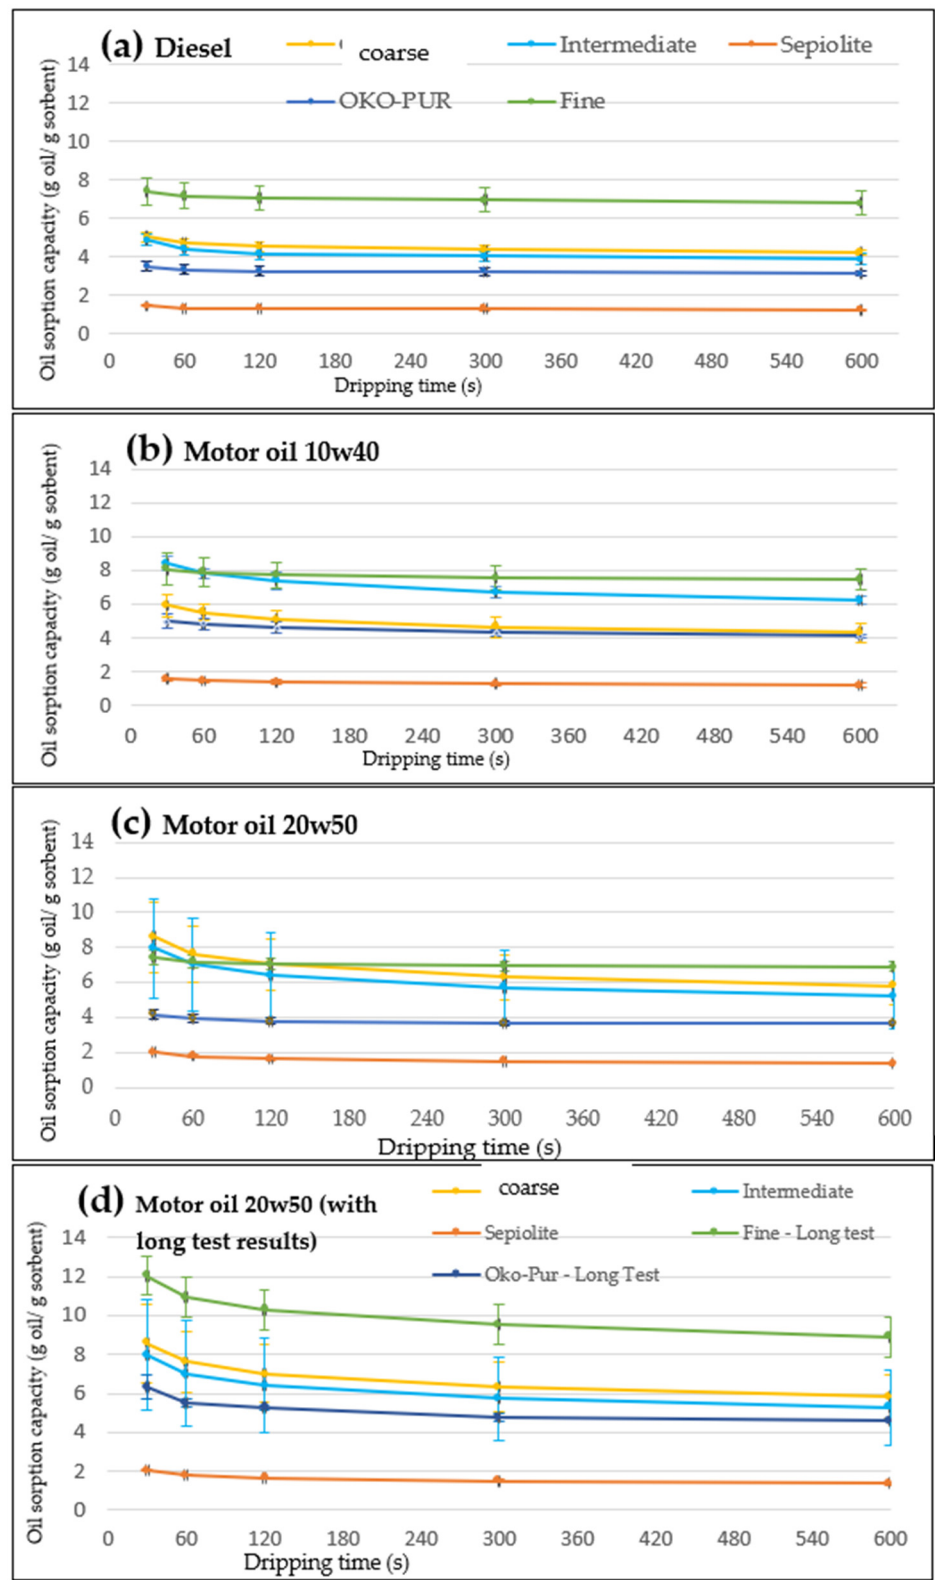 (a) Diesel
coarse
Intermediate
Sepiolite
OKO-PUR
Fine
Oil sorption capacity (g oil/ g sorbent)
14
12
10
8
6
4
2
0
0 60 120 180 240 300 360 420 480 540 600
Dripping time (s)
(b) Motor oil 10w40
Oil sorption capacity (g oil/ g sorbent)
14
12
10
8
6
4
2
0
0 60 120 180 240 300 360 420 480 540 600
Dripping time (s)
(c) Motor oil 20w50
Oil sorption capacity (g oil/ g sorbent)
14
12
10
8
6
4
2
0
0 60 120 180 240 300 360 420 480 540 600
Dripping time (s)
(d) Motor oil 20w50 (with
long test results)
coarse
Intermediate
Sepiolite
Fine - Long test
Oko-Pur - Long Test
Oil sorption capacity (g oil/ g sorbent)
14
12
10
8
6
4
2
0
0 60 120 180 240 300 360 420 480 540 600
Dripping time (s)